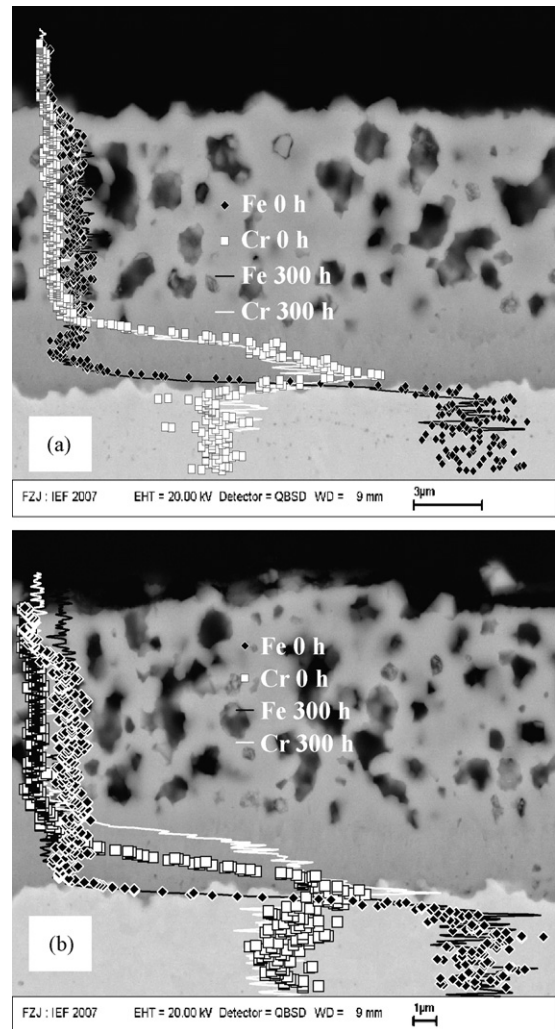 Fe 0 h
Cr 0 h
Fe 300 h
Cr 300 h
(a)
FZJ : IEF 2007 EHT = 20.00 kV Detector = QBSD WD = 9 mm 3µm
Fe 0 h
Cr 0 h
Fe 300 h
Cr 300 h
(b)
FZJ : IEF 2007 EHT = 20.00 kV Detector = QBSD WD = 9 mm 1µm